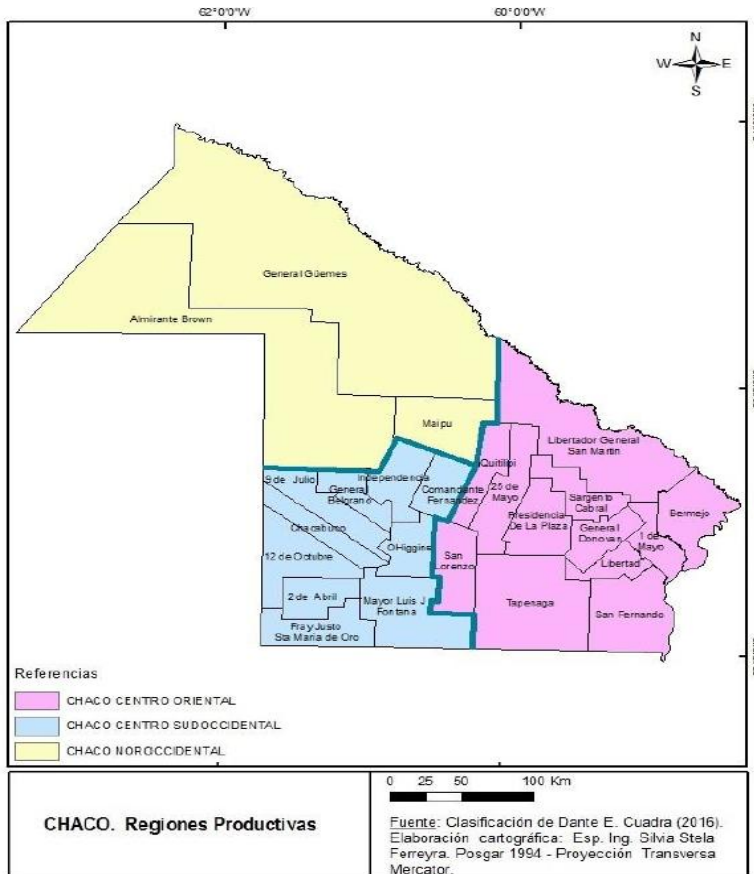 62°0'0"W
60°0'0"W
N
W
E
S
General Güemes
Almirante Brown
Maipu
Libertador General
San Martin
Quitilipi
25 de
Mayo
Independencia
9 de Julio
General
Belgrano
Comandante
Fernandez
Sargento
Cabral
Bermejo
Presidencia
De La Plaza
General
Donovan
1 de
Mayo
Chacabuco
O'Higgins
San
Lorenzo
Libertad
12 de Octubre
2 de Abril
Mayor Luis J
Fontana
Tapenaga
San Fernando
Fray Justo
Sta Maria de Oro
Referencias
CHACO CENTRO ORIENTAL
CHACO CENTRO SUDOCCIDENTAL
CHACO NOROCCIDENTAL
CHACO. Regiones Productivas
0 25 50 100 Km
Fuente: Clasificación de Dante E. Cuadra (2016).
Elaboración cartográfica: Esp. Ing. Silvia Stela
Ferreyra. Posgar 1994 - Proyección Transversa
Mercator.